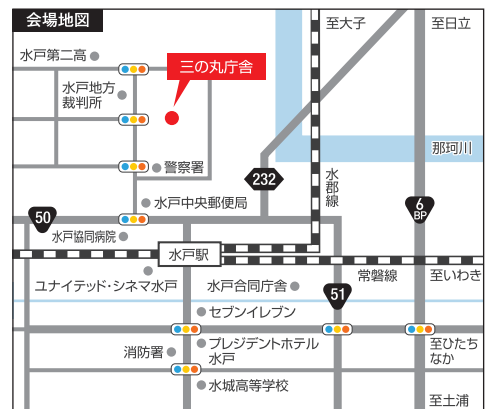 会場地図
至大子
至日立
水戸第二高
三の丸庁舎
水戸地方
裁判所
那珂川
警察署
232
水郡線
水戸中央郵便局
6
BP
50
水戸協同病院
水戸駅
常磐線
至いわき
ユナイテッド・シネマ水戸
水戸合同庁舎
51
セブンイレブン
消防署
プレジデントホテル
水戸
至ひたち
なか
水城高等学校
至土浦